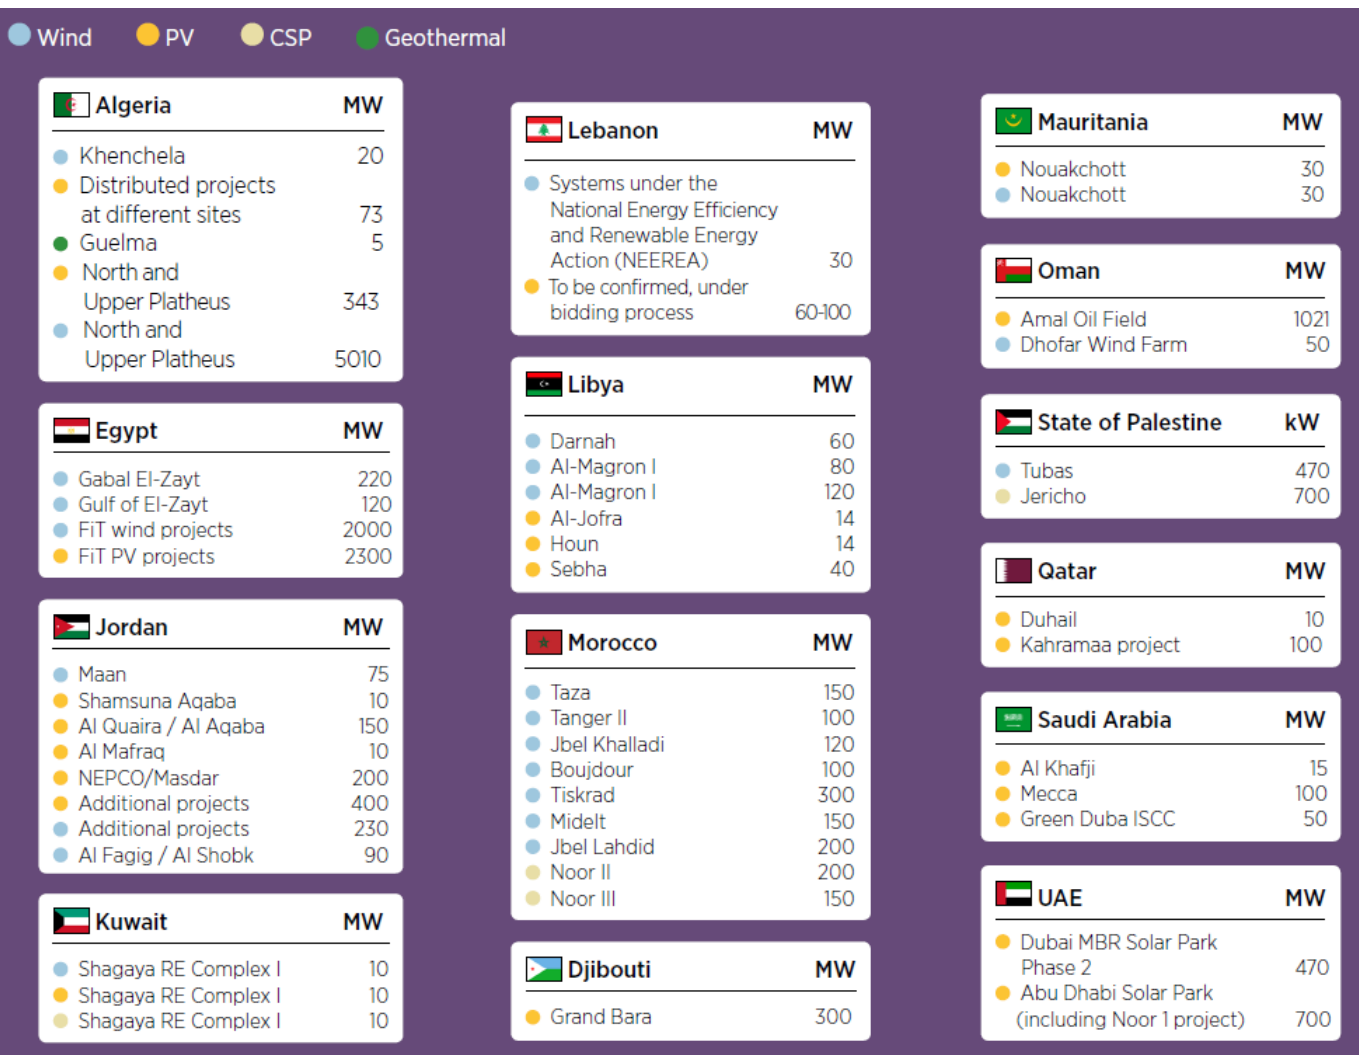 Wind PV CSP Geothermal
Algeria MW
Khenchela 20
Distributed projects
at different sites 73
Guelma 5
North and
Upper Platheus 343
North and
Upper Platheus 5010
Egypt MW
Gabal El-Zayt 220
Gulf of El-Zayt 120
FiT wind projects 2000
FiT PV projects 2300
Jordan MW
Maan 75
Shamsuna Aqaba 10
Al Quaira / Al Aqaba 150
Al Mafraq 10
NEPCO/Masdar 200
Additional projects 400
Additional projects 230
Al Fagig / Al Shobk 90
Kuwait MW
Shagaya RE Complex I 10
Shagaya RE Complex I 10
Shagaya RE Complex I 10
Lebanon MW
Systems under the
National Energy Efficiency
and Renewable Energy
Action (NEEREA) 30
To be confirmed, under
bidding process 60-100
Libya MW
Darnah 60
Al-Magron I 80
Al-Magron I 120
Al-Jofra 14
Houn 14
Sebha 40
Morocco MW
Taza 150
Tanger II 100
Jbel Khalladi 120
Boujdour 100
Tiskrad 300
Midelt 150
Jbel Lahdid 200
Noor II 200
Noor III 150
Djibouti MW
Grand Bara 300
Mauritania MW
Nouakchott 30
Nouakchott 30
Oman MW
Amal Oil Field 1021
Dhofar Wind Farm 50
State of Palestine kW
Tubas 470
Jericho 700
Qatar MW
Duhail 10
Kahramaa project 100
Saudi Arabia MW
Al Khafji 15
Mecca 100
Green Duba ISCC 50
UAE MW
Dubai MBR Solar Park
Phase 2 470
Abu Dhabi Solar Park
(including Noor 1 project) 700